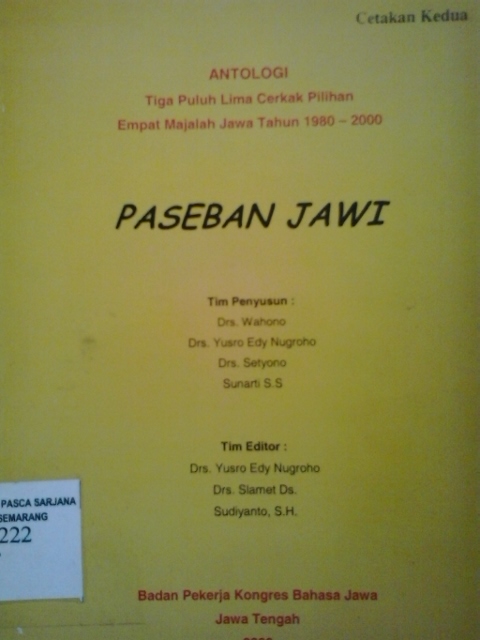 Cetakan Kedua
ANTOLOGI
Tiga Puluh Lima Cerkak Pilihan
Empat Majalah Jawa Tahun 1980 – 2000
PASEBAN JAWI
Tim Penyusun :
Drs. Wahono
Drs. Yusro Edy Nugroho
Drs. Setyono
Sunarti S.S
Tim Editor :
Drs. Yusro Edy Nugroho
Drs. Slamet Ds.
Sudiyanto, S.H.
PASCA SARJANA
SEMARANG
222
Badan Pekerja Kongres Bahasa Jawa
Jawa Tengah